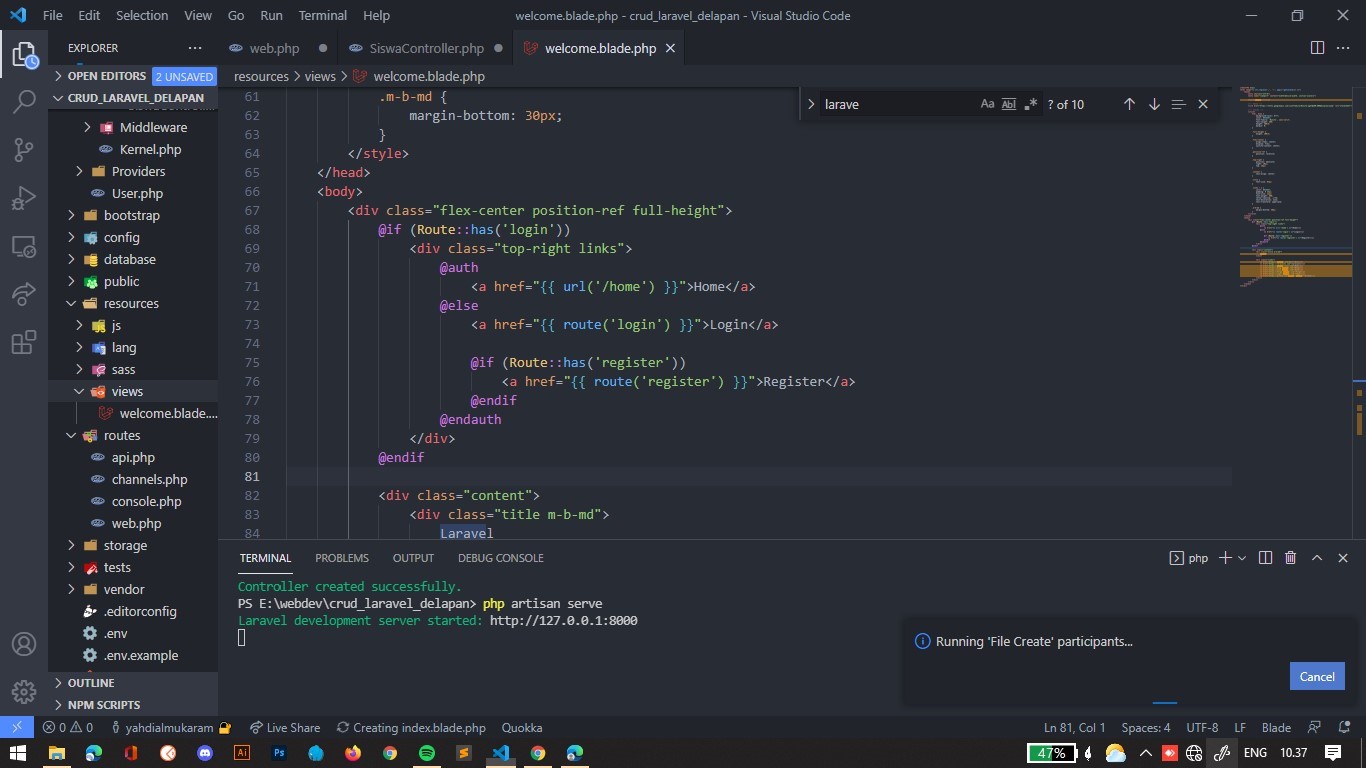 File Edit Selection View Go Run Terminal Help welcome.blade.php - crud_laravel_delapan - Visual Studio Code
EXPLORER ... web.php SiswaController.php welcome.blade.php
OPEN EDITORS 2 UNSAVED
resources > views > welcome.blade.php
CRUD_LARAVEL_DELAPAN
Middleware
Kernel.php
Providers
User.php
bootstrap
config
database
public
resources
js
lang
sass
views
welcome.blade....
routes
api.php
channels.php
console.php
web.php
storage
tests
vendor
.editorconfig
.env
.env.example
OUTLINE
NPM SCRIPTS
larave Aa Abl .* ? of 10
61 .m-b-md {
62 margin-bottom: 30px;
63 }
64 </style>
65 </head>
66 <body>
67 <div class="flex-center position-ref full-height">
68 @if (Route::has('login'))
69 <div class="top-right links">
70 @auth
71 <a href="{{ url('/home') }}">Home</a>
72 @else
73 <a href="{{ route('login') }}">Login</a>
74
75 @if (Route::has('register'))
76 <a href="{{ route('register') }}">Register</a>
77 @endif
78 @endauth
79 </div>
80 @endif
81
82 <div class="content">
83 <div class="title m-b-md">
84 Laravel
TERMINAL PROBLEMS OUTPUT DEBUG CONSOLE php
Controller created successfully.
PS E:\webdev\crud_laravel_delapan> php artisan serve
Laravel development server started: http://127.0.0.1:8000
Running 'File Create' participants...
Cancel
0 0 yahdialmukaram Live Share Creating index.blade.php Quokka Ln 81, Col 1 Spaces: 4 UTF-8 LF Blade
Ai Ps 47% ENG 10.37